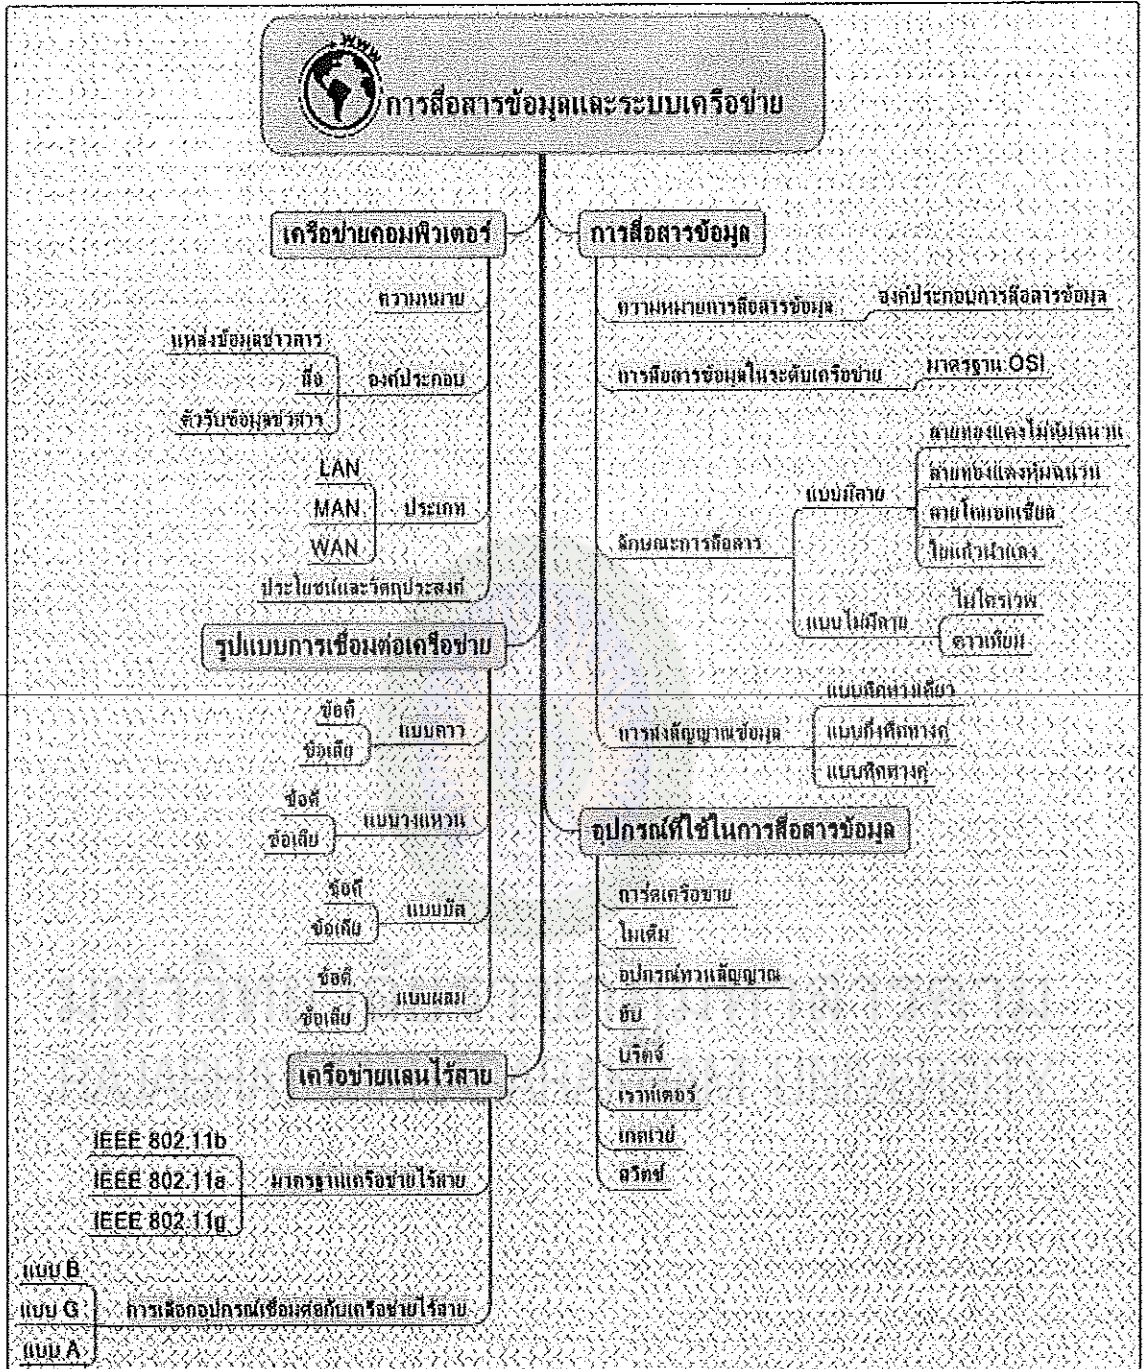 www
การสื่อสารข้อมูลและระบบเครือข่าย
เครือข่ายคอมพิวเตอร์
ความหมาย
แหล่งข้อมูลข่าวสาร
สื่อ
ตัวรับข้อมูลข่าวสาร
องค์ประกอบ
LAN
MAN
WAN
ประเภท
ประโยชน์และวัตถุประสงค์
รูปแบบการเชื่อมต่อเครือข่าย
ข้อดี
ข้อเสีย
แบบดาว
ข้อดี
ข้อเสีย
แบบวงแหวน
ข้อดี
ข้อเสีย
แบบบัส
ข้อดี
ข้อเสีย
แบบผสม
เครือข่ายแลนไร้สาย
IEEE 802.11b
IEEE 802.11a
IEEE 802.11g
มาตรฐานเครือข่ายไร้สาย
แบบ B
แบบ G
แบบ A
การเลือกอุปกรณ์เชื่อมต่อกับเครือข่ายไร้สาย
การสื่อสารข้อมูล
ความหมายการสื่อสารข้อมูล
องค์ประกอบการสื่อสารข้อมูล
การสื่อสารข้อมูลในระดับเครือข่าย
มาตรฐาน OSI
ลักษณะการสื่อสาร
แบบมีสาย
สายทองแดงไม่หุ้มฉนวน
สายทองแดงหุ้มฉนวน
สายโคแอกเซียล
ใยแก้วนำแสง
แบบไม่มีสาย
ไมโครเวฟ
ดาวเทียม
การส่งสัญญาณข้อมูล
แบบทิศทางเดียว
แบบกึ่งทิศทางคู่
แบบทิศทางคู่
อุปกรณ์ที่ใช้ในการสื่อสารข้อมูล
การ์ดเครือข่าย
โมเด็ม
อุปกรณ์ทวนสัญญาณ
ฮับ
บริดจ์
เราท์เตอร์
เกตเวย์
สวิตช์